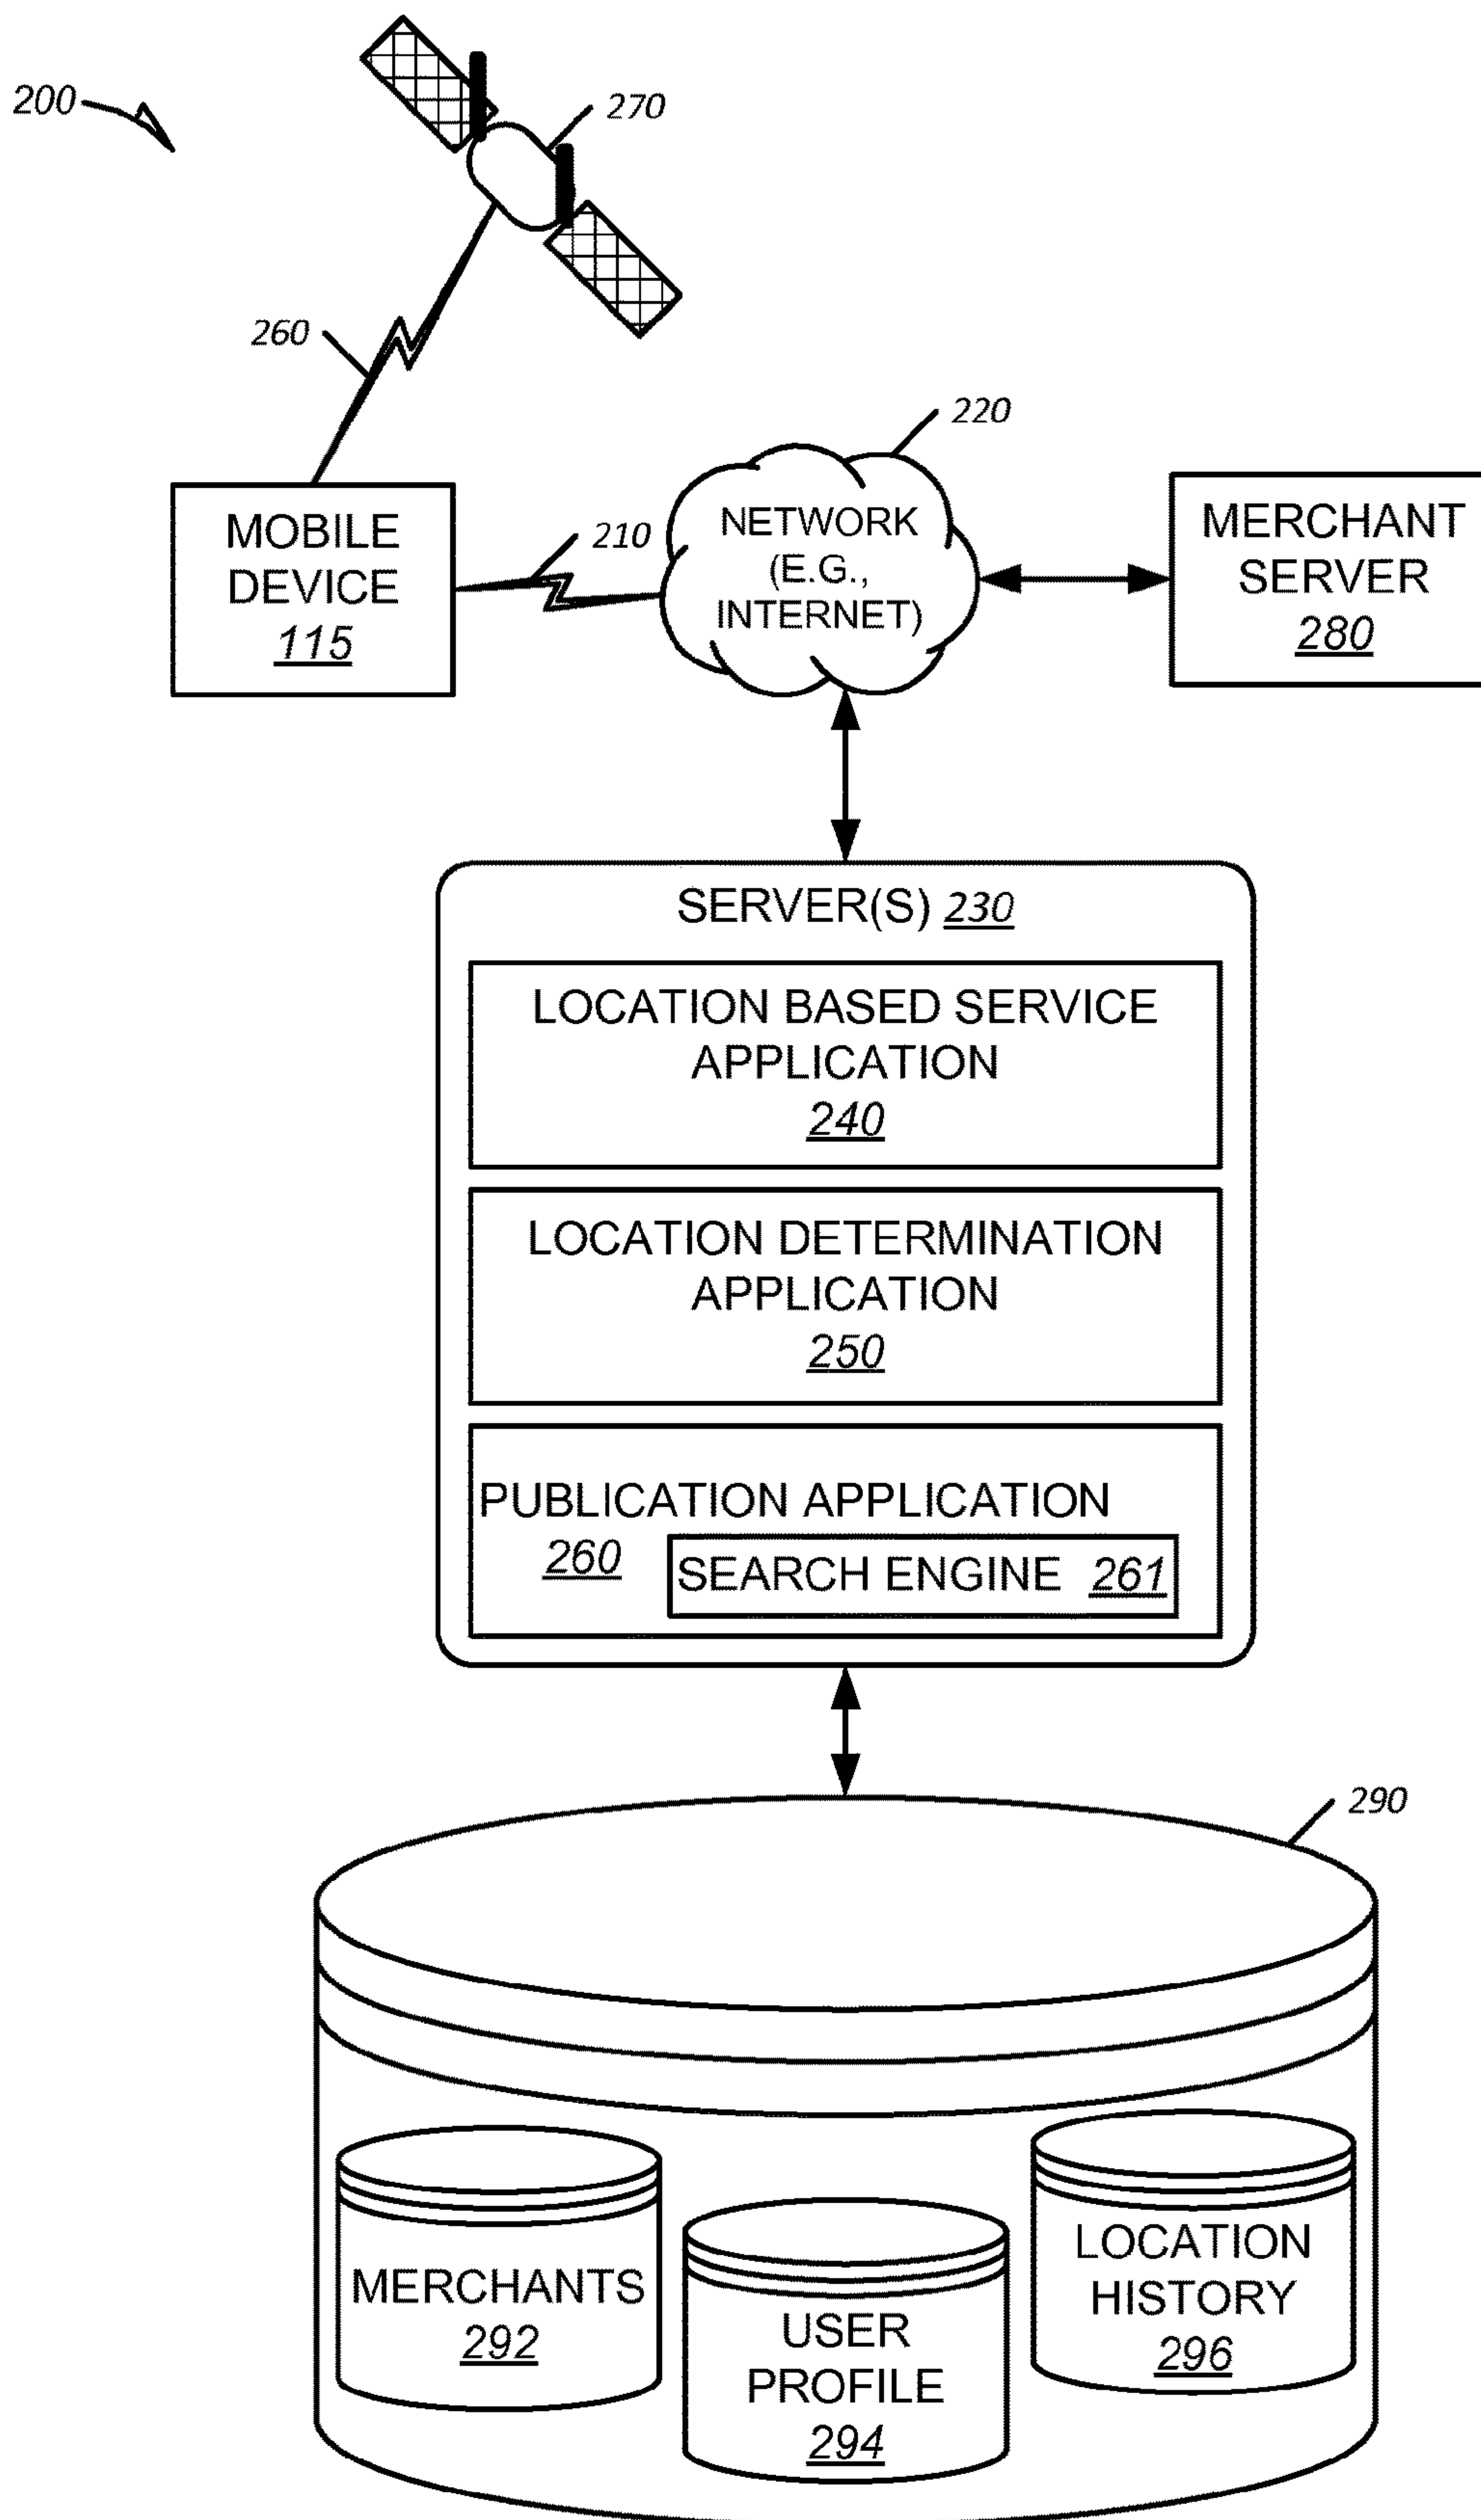 200
270
260
220
210
MOBILE
DEVICE
115
NETWORK
(E.G.,
INTERNET)
MERCHANT
SERVER
280
SERVER(S) 230
LOCATION BASED SERVICE
APPLICATION
240
LOCATION DETERMINATION
APPLICATION
250
PUBLICATION APPLICATION
260
SEARCH ENGINE 261
290
MERCHANTS
292
USER
PROFILE
294
LOCATION
HISTORY
296